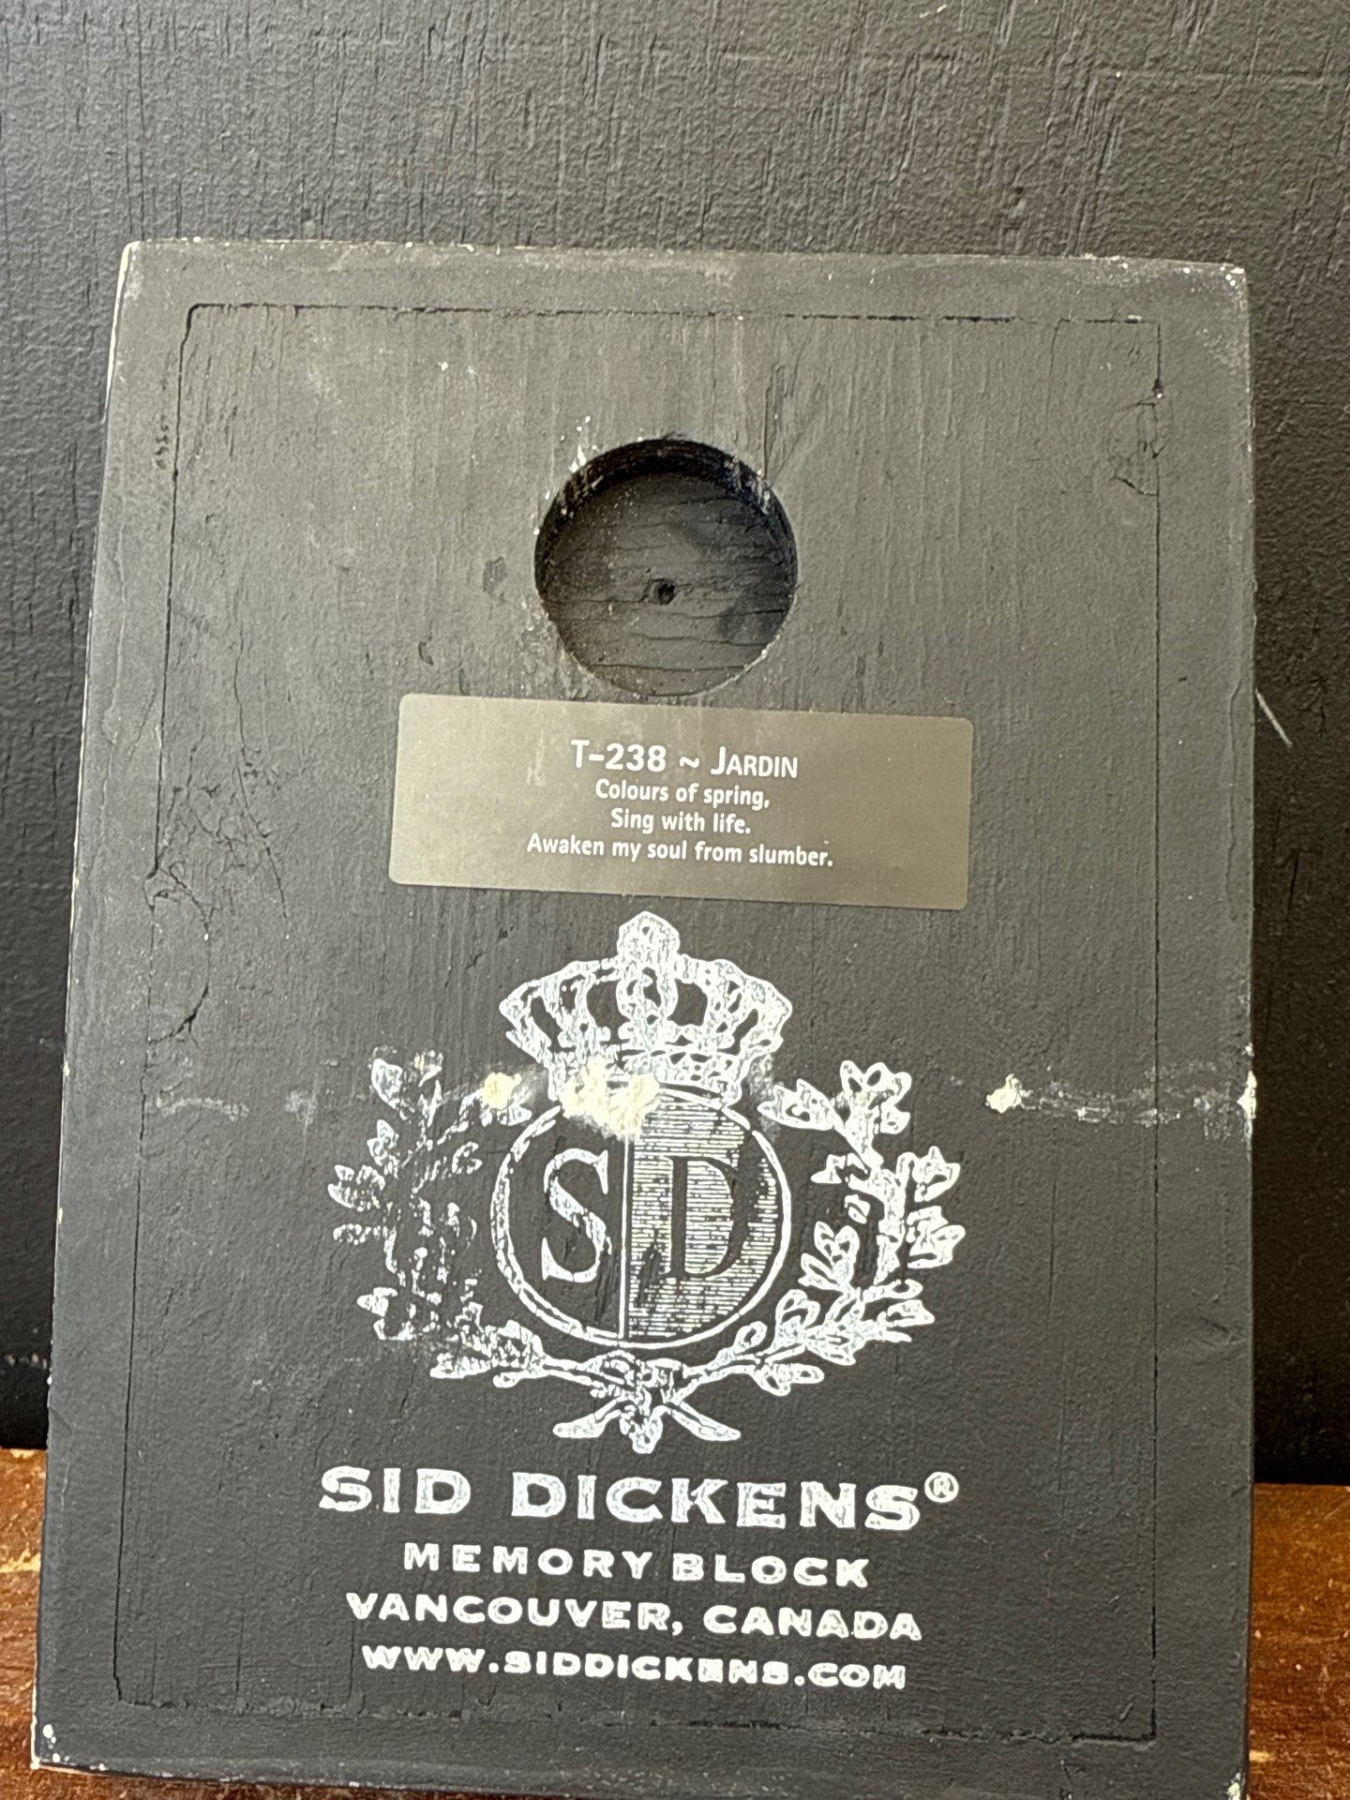 T-238 ~ JARDIN
Colours of spring,
Sing with life.
Awaken my soul from slumber.
SD
SID DICKENS®
MEMORY BLOCK
VANCOUVER, CANADA
WWW.SIDDICKENS.COM